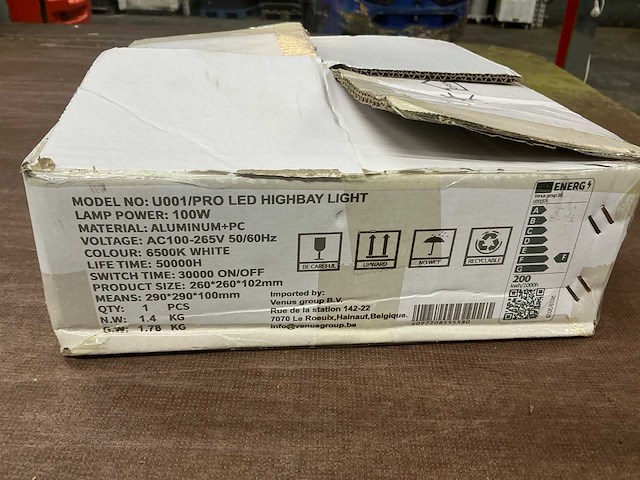 MODEL NO: U001/PRO LED HIGHBAY LIGHT
LAMP POWER: 100W
MATERIAL: ALUMINUM+PC
VOLTAGE: AC100-265V 50/60Hz
COLOUR: 6500K WHITE
LIFE TIME: 50000H
SWITCH TIME: 30000 ON/OFF
PRODUCT SIZE: 260*260*102mm
MEANS: 290*290*100mm
QTY: 1 PCS
N.W: 1.4 KG
G.W: 1.78 KG
BE CAREFUL
UPWARD
NO-WET
RECYCLABLE
Imported by:
Venus group B.V.
Rue de la station 142-22
7070 Le Roeulx,Hainaut,Belgique.
info@venusgroup.be
ENERG
A
B
C
D
E
F
G
F
200
kWh/1000h